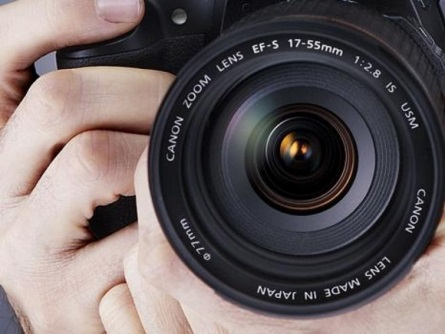 CANON ZOOM LENS EF-S 17-55mm 1:2.8 IS USM
CANON LENS MADE IN JAPAN
Φ77mm